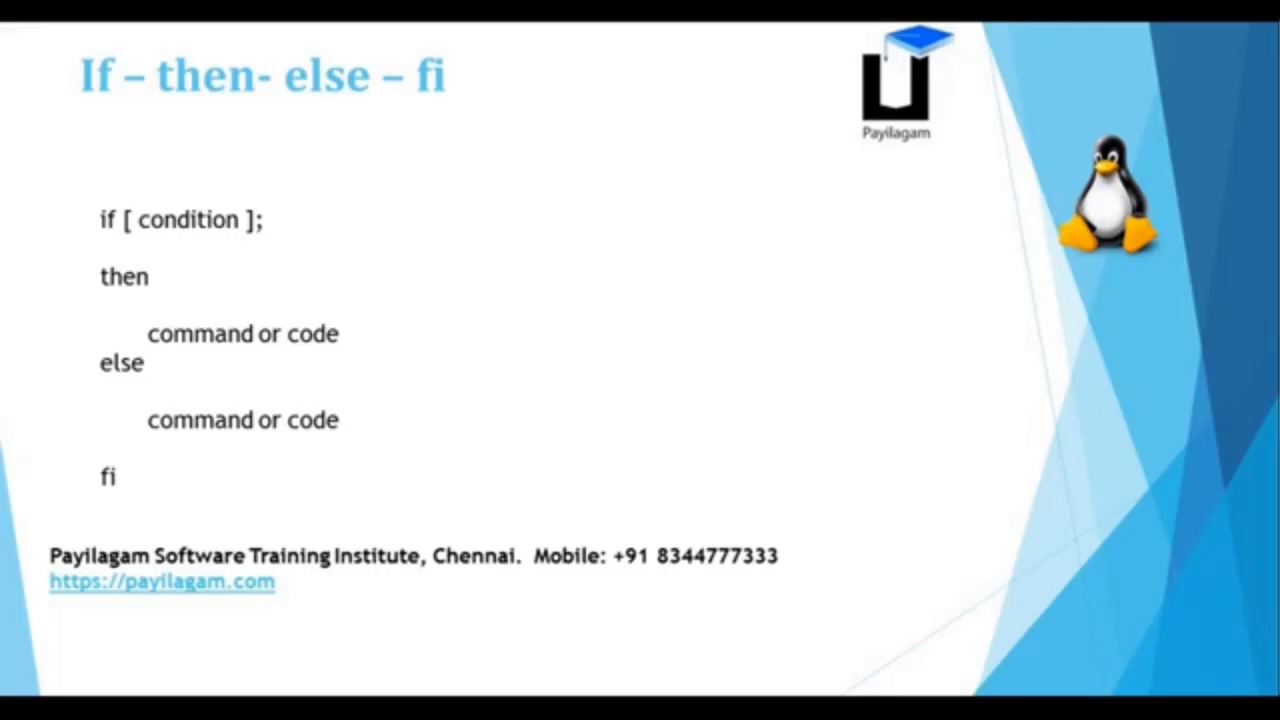 If – then- else – fi
Payilagam
if [ condition ];
then
command or code
else
command or code
fi
Payilagam Software Training Institute, Chennai. Mobile: +91 8344777333
https://payilagam.com